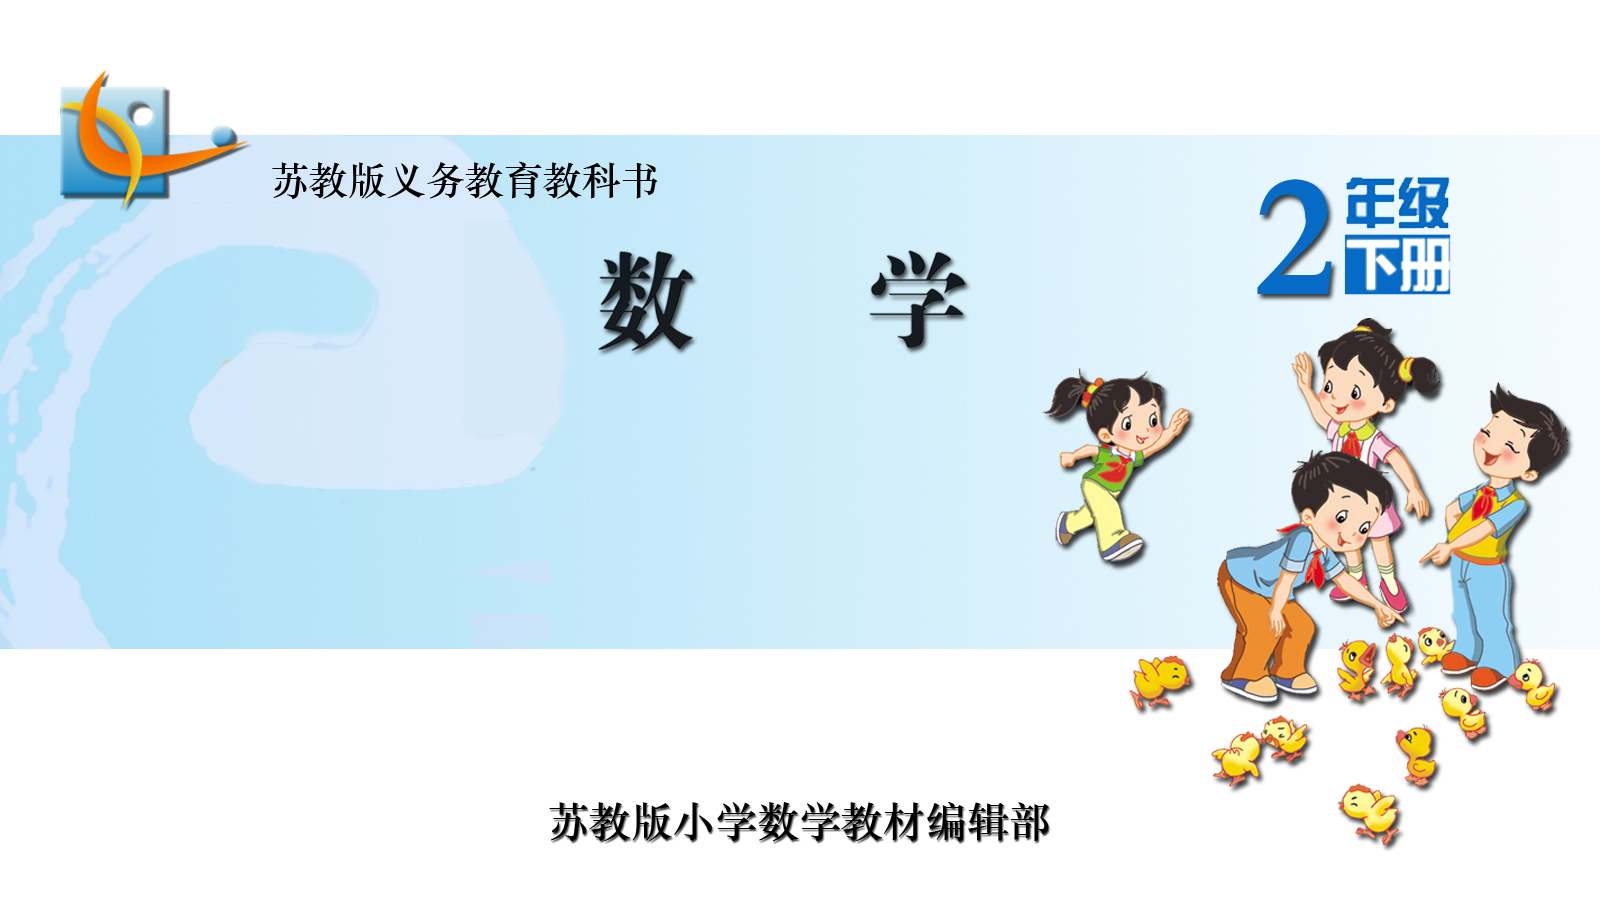 苏教版义务教育教科书
2年级
下册
数 学
苏教版小学数学教材编辑部